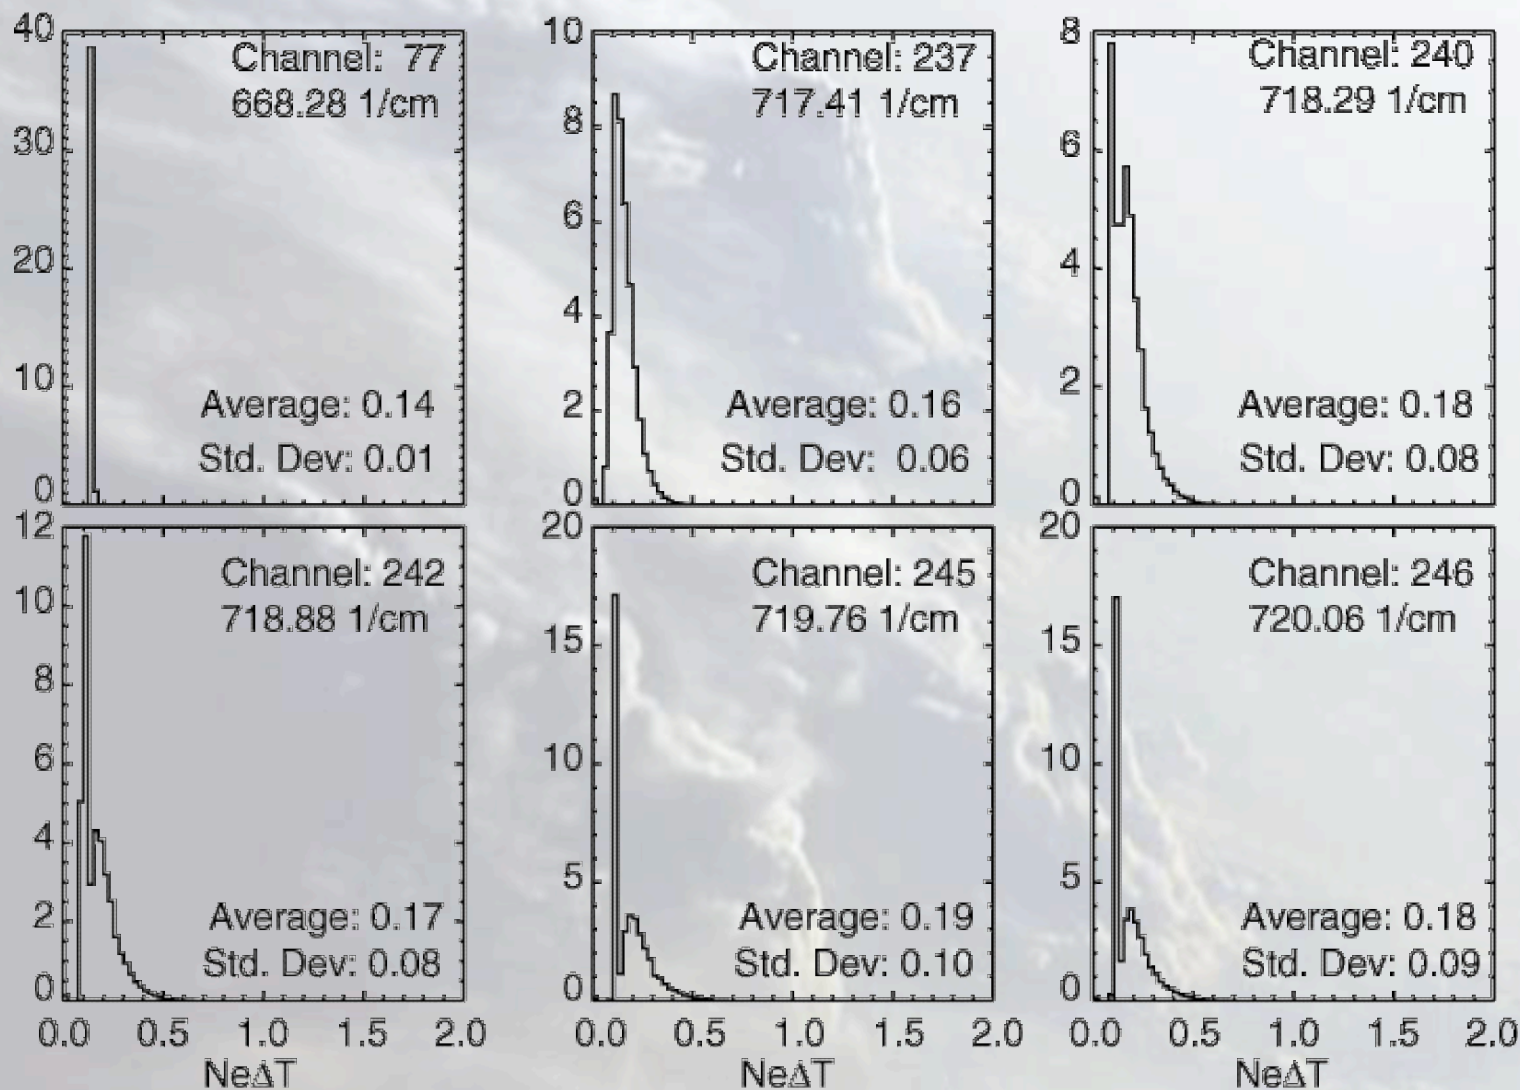 40
30
20
10
0
Channel: 77
668.28 1/cm
Average: 0.14
Std. Dev: 0.01
10
8
6
4
2
0
Channel: 237
717.41 1/cm
Average: 0.16
Std. Dev: 0.06
8
6
4
2
0
Channel: 240
718.29 1/cm
Average: 0.18
Std. Dev: 0.08
12
10
8
6
4
2
0
Channel: 242
718.88 1/cm
Average: 0.17
Std. Dev: 0.08
0.0 0.5 1.0 1.5 2.0
NeΔT
20
15
10
5
0
Channel: 245
719.76 1/cm
Average: 0.19
Std. Dev: 0.10
0.0 0.5 1.0 1.5 2.0
NeΔT
20
15
10
5
0
Channel: 246
720.06 1/cm
Average: 0.18
Std. Dev: 0.09
0.0 0.5 1.0 1.5 2.0
NeΔT